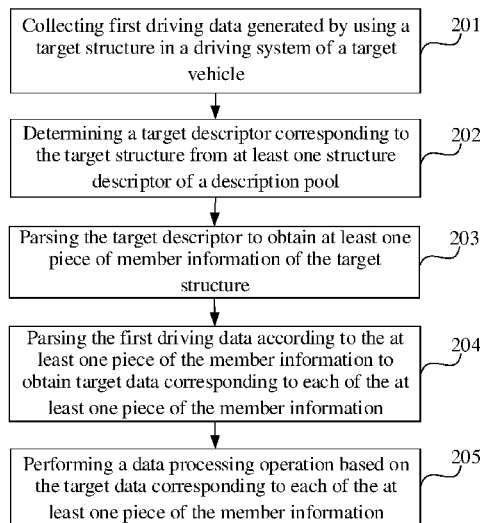 Collecting first driving data generated by using a
target structure in a driving system of a target
vehicle
201
Determining a target descriptor corresponding to
the target structure from at least one structure
descriptor of a description pool
202
Parsing the target descriptor to obtain at least one
piece of member information of the target
structure
203
Parsing the first driving data according to the at
least one piece of the member information to
obtain target data corresponding to each of the at
least one piece of the member information
204
Performing a data processing operation based on
the target data corresponding to each of the at
least one piece of the member information
205